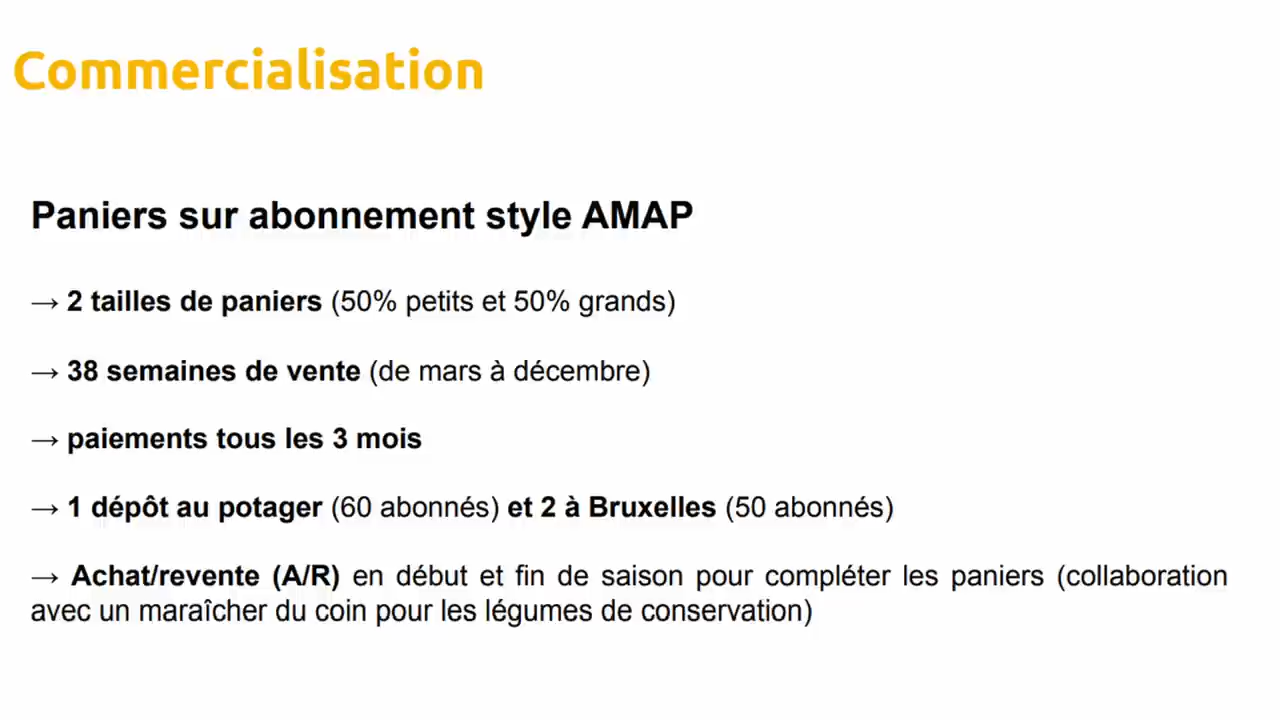 Commercialisation
Paniers sur abonnement style AMAP
→ 2 tailles de paniers (50% petits et 50% grands)
→ 38 semaines de vente (de mars à décembre)
→ paiements tous les 3 mois
→ 1 dépôt au potager (60 abonnés) et 2 à Bruxelles (50 abonnés)
→ Achat/revente (A/R) en début et fin de saison pour compléter les paniers (collaboration
avec un maraîcher du coin pour les légumes de conservation)